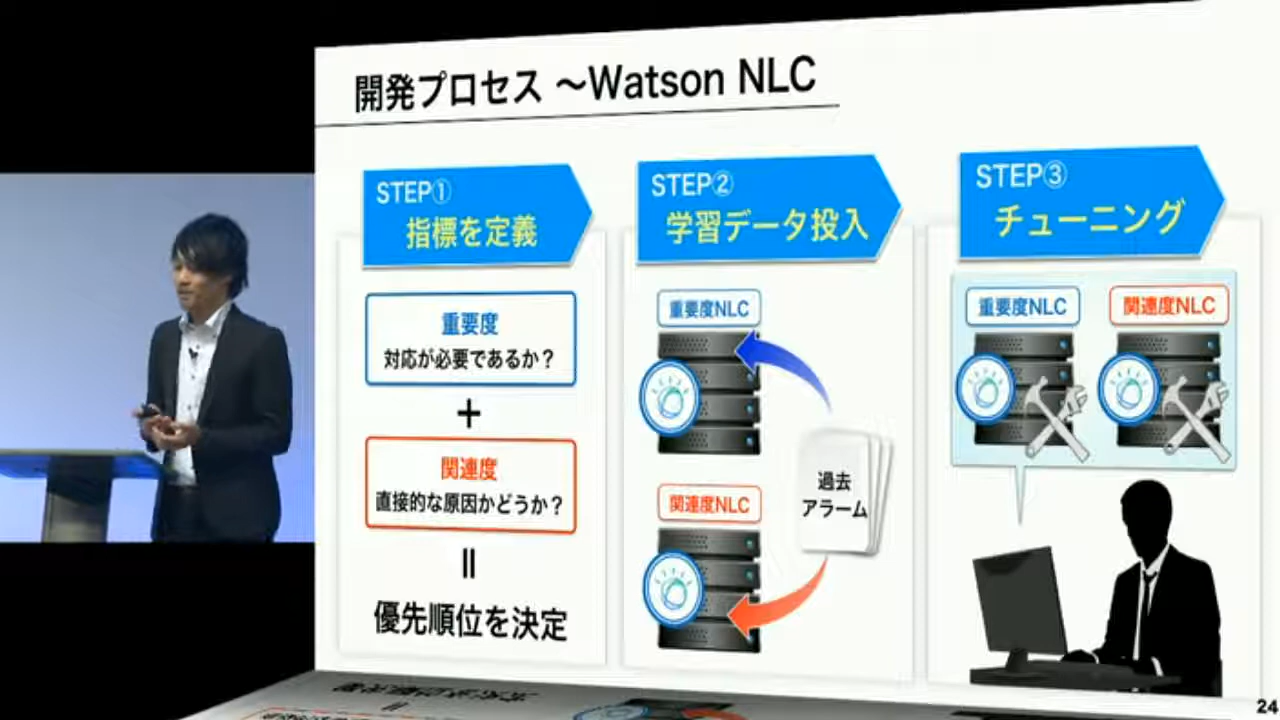 開発プロセス ～Watson NLC
STEP①
指標を定義
重要度
対応が必要であるか？
＋
関連度
直接的な原因かどうか？
||
優先順位を決定
STEP②
学習データ投入
重要度NLC
関連度NLC
過去
アラーム
STEP③
チューニング
重要度NLC
関連度NLC
24